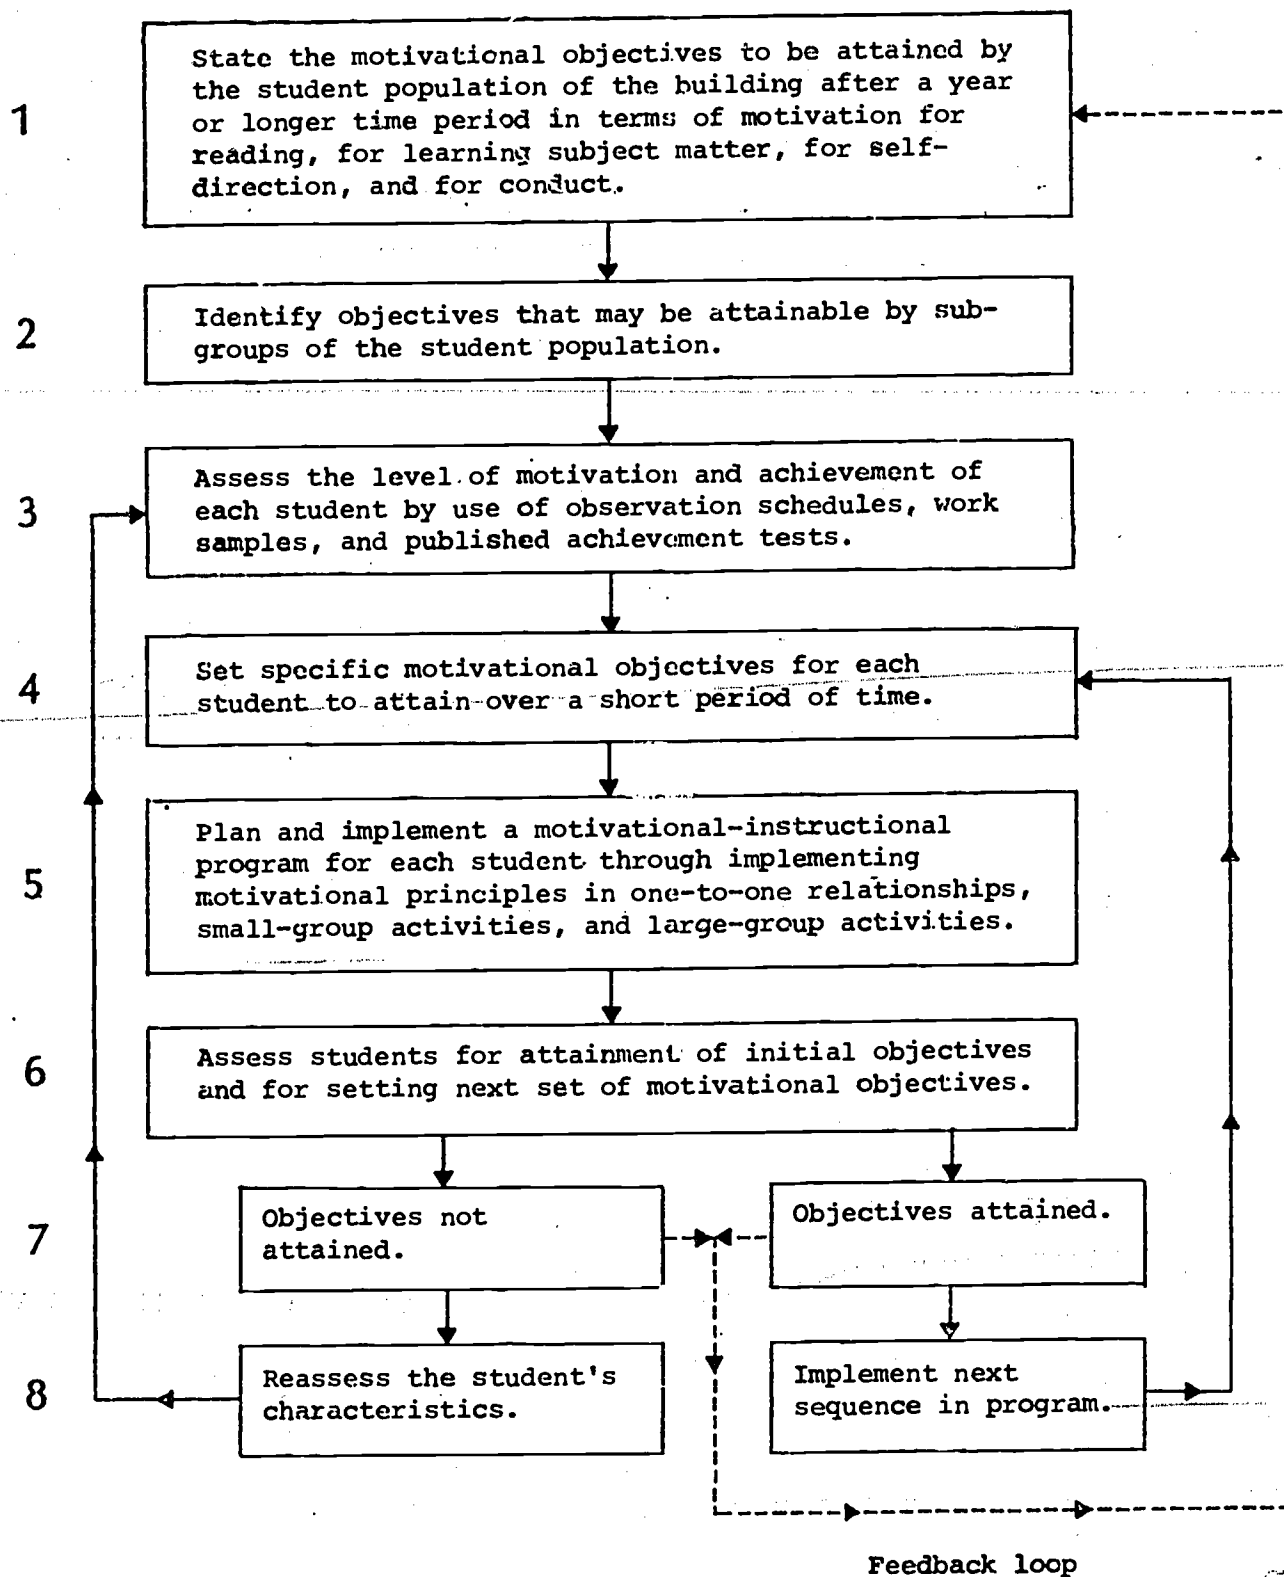 1
State the motivational objectives to be attained by
the student population of the building after a year
or longer time period in terms of motivation for
reading, for learning subject matter, for self-
direction, and for conduct.
2
Identify objectives that may be attainable by sub-
groups of the student population.
3
Assess the level of motivation and achievement of
each student by use of observation schedules, work
samples, and published achievement tests.
4
Set specific motivational objectives for each
student to attain over a short period of time.
5
Plan and implement a motivational-instructional
program for each student through implementing
motivational principles in one-to-one relationships,
small-group activities, and large-group activities.
6
Assess students for attainment of initial objectives
and for setting next set of motivational objectives.
7
Objectives not
attained.
Objectives attained.
8
Reassess the student's
characteristics.
Implement next
sequence in program.
Feedback loop